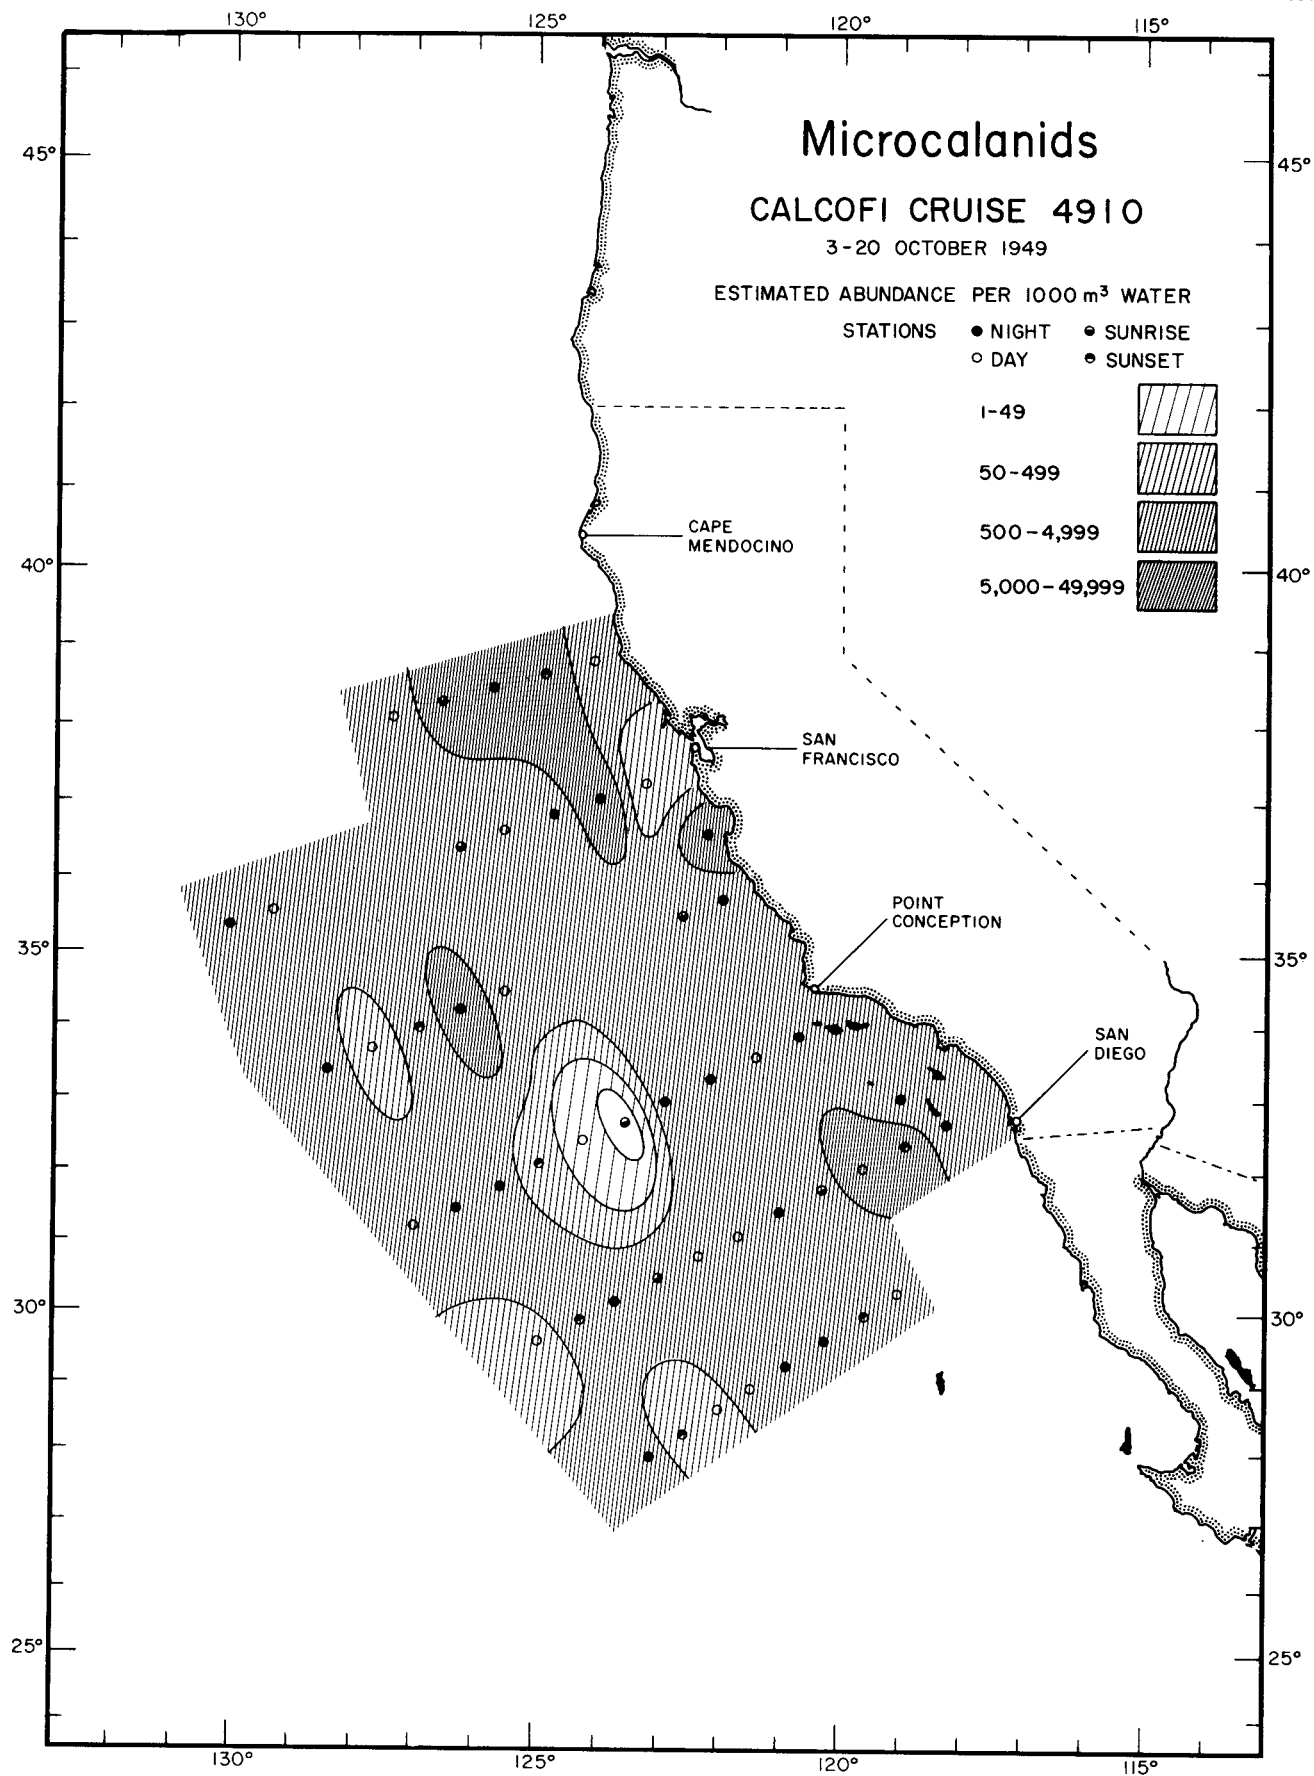 130° 125° 120° 115°
Microcalanids
45° 45°
CALCOFI CRUISE 4910
3-20 OCTOBER 1949
ESTIMATED ABUNDANCE PER 1000 m³ WATER
STATIONS ● NIGHT SUNRISE
○ DAY SUNSET
1-49
50-499
500-4,999
5,000-49,999
CAPE
MENDOCINO
40° 40°
SAN
FRANCISCO
POINT
CONCEPTION
35° 35°
SAN
DIEGO
30° 30°
25° 25°
130° 125° 120° 115°